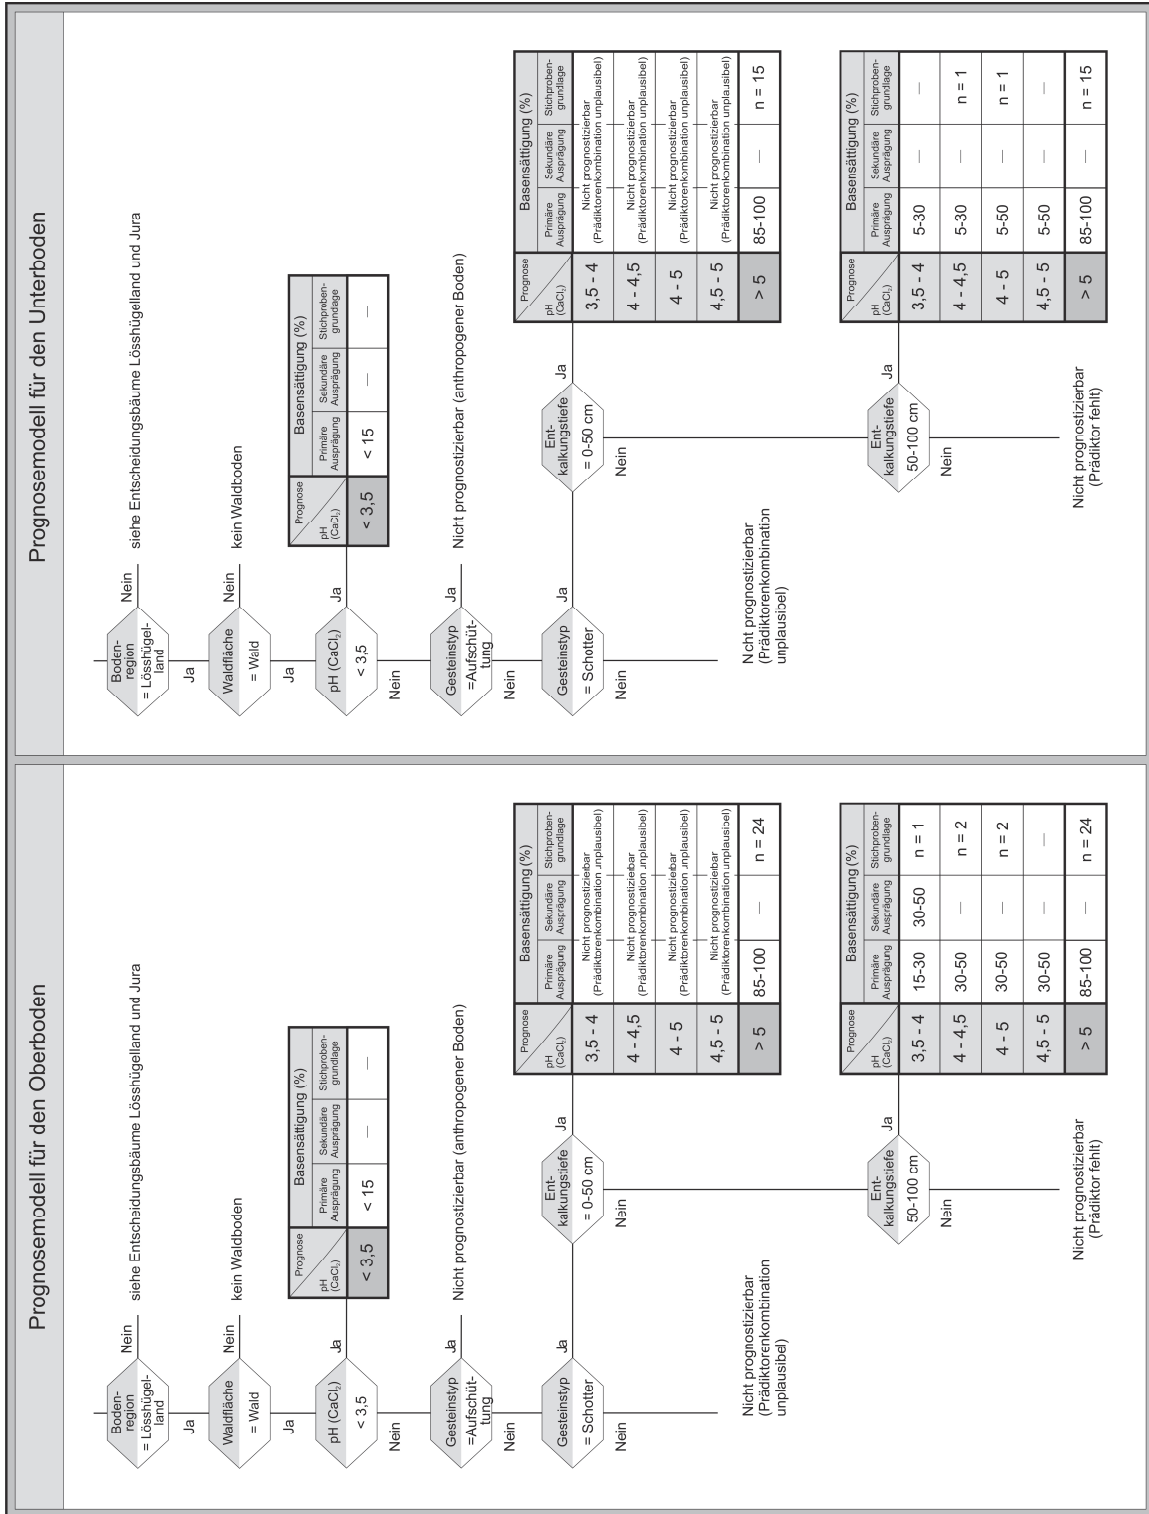 Prognosemodell für den Oberboden
Boden-
region
= Lösshügel-
land
Nein
siehe Entscheidungsbäume Lösshügelland und Jura
Ja
Waldfläche
= Wald
Nein
kein Waldboden
Ja
pH (CaCl₂)
< 3,5
Ja
Nein
Prognose
pH
(CaCl₂)
Basensättigung (%)
Primäre
Ausprägung
Sekundäre
Ausprägung
Stichproben-
grundlage
< 3,5 < 15 — —
Gesteinstyp
=Aufschüt-
tung
Ja
Nicht prognostizierbar (anthropogener Boden)
Nein
Gesteinstyp
= Schotter
Ja
Nein
Nicht prognostizierbar
(Prädiktorenkombination
unplausibel)
Ent-
kalkungstiefe
= 0-50 cm
Ja
Nein
Prognose
pH
(CaCl₂)
Basensättigung (%)
Primäre
Ausprägung
Sekundäre
Ausprägung
Stichproben-
grundlage
3,5 - 4 Nicht prognostizierbar
(Prädiktorenkombination unplausibel)
4 - 4,5 Nicht prognostizierbar
(Prädiktorenkombination unplausibel)
4 - 5 Nicht prognostizierbar
(Prädiktorenkombination unplausibel)
4,5 - 5 Nicht prognostizierbar
(Prädiktorenkombination unplausibel)
> 5 85-100 — n = 24
Ent-
kalkungstiefe
50-100 cm
Ja
Nein
Nicht prognostizierbar
(Prädiktor fehlt)
Prognose
pH
(CaCl₂)
Basensättigung (%)
Primäre
Ausprägung
Sekundäre
Ausprägung
Stichproben-
grundlage
3,5 - 4 15-30 30-50 n = 1
4 - 4,5 30-50 — n = 2
4 - 5 30-50 — n = 2
4,5 - 5 30-50 — —
> 5 85-100 — n = 24
Prognosemodell für den Unterboden
Boden-
region
= Lösshügel-
land
Nein
siehe Entscheidungsbäume Lösshügelland und Jura
Ja
Waldfläche
= Wald
Nein
kein Waldboden
Ja
pH (CaCl₂)
< 3,5
Ja
Nein
Prognose
pH
(CaCl₂)
Basensättigung (%)
Primäre
Ausprägung
Sekundäre
Ausprägung
Stichproben-
grundlage
< 3,5 < 15 — —
Gesteinstyp
=Aufschüt-
tung
Ja
Nicht prognostizierbar (anthropogener Boden)
Nein
Gesteinstyp
= Schotter
Ja
Nein
Nicht prognostizierbar
(Prädiktorenkombination
unplausibel)
Ent-
kalkungstiefe
= 0-50 cm
Ja
Nein
Prognose
pH
(CaCl₂)
Basensättigung (%)
Primäre
Ausprägung
Sekundäre
Ausprägung
Stichproben-
grundlage
3,5 - 4 Nicht prognostizierbar
(Prädiktorenkombination unplausibel)
4 - 4,5 Nicht prognostizierbar
(Prädiktorenkombination unplausibel)
4 - 5 Nicht prognostizierbar
(Prädiktorenkombination unplausibel)
4,5 - 5 Nicht prognostizierbar
(Prädiktorenkombination unplausibel)
> 5 85-100 — n = 15
Ent-
kalkungstiefe
50-100 cm
Ja
Nein
Nicht prognostizierbar
(Prädiktor fehlt)
Prognose
pH
(CaCl₂)
Basensättigung (%)
Primäre
Ausprägung
Sekundäre
Ausprägung
Stichproben-
grundlage
3,5 - 4 5-30 — —
4 - 4,5 5-30 — n = 1
4 - 5 5-50 — n = 1
4,5 - 5 5-50 — —
> 5 85-100 — n = 15